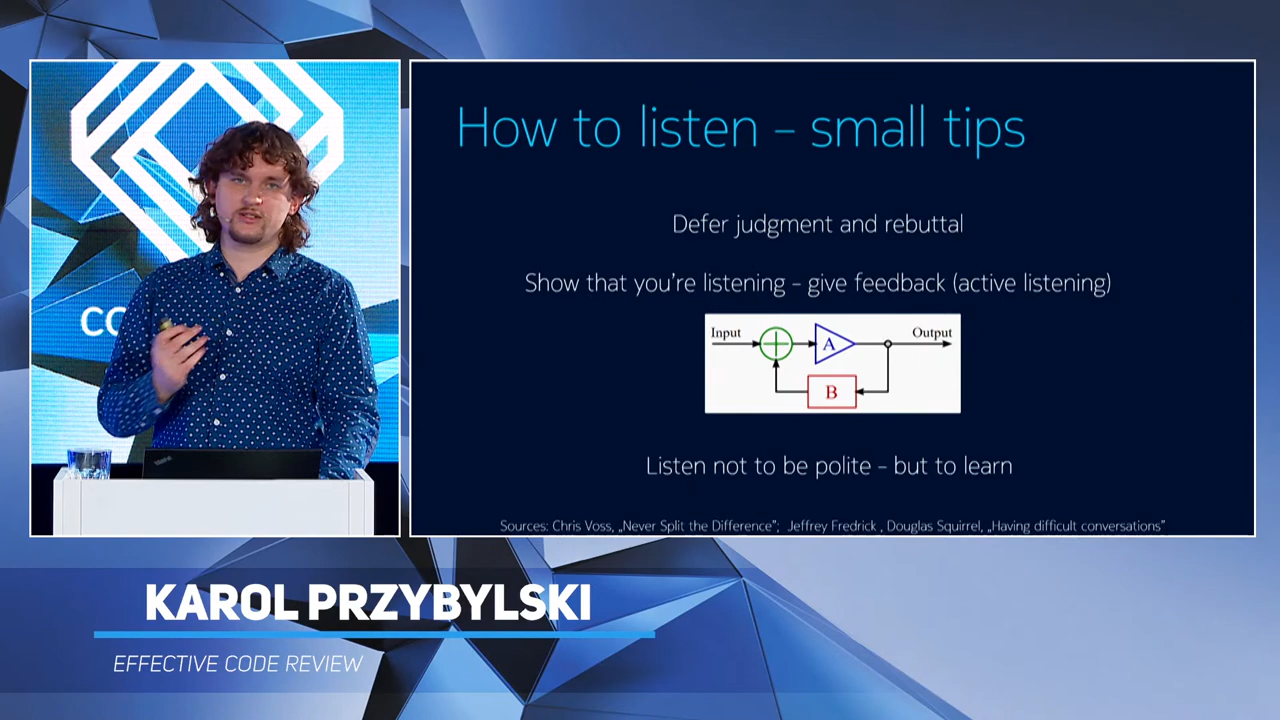 How to listen – small tips
Defer judgment and rebuttal
Show that you're listening – give feedback (active listening)
Input
A
Output
B
Listen not to be polite – but to learn
Sources: Chris Voss, „Never Split the Difference”; Jeffrey Fredrick , Douglas Squirrel, „Having difficult conversations”
CO
KAROL PRZYBYLSKI
EFFECTIVE CODE REVIEW